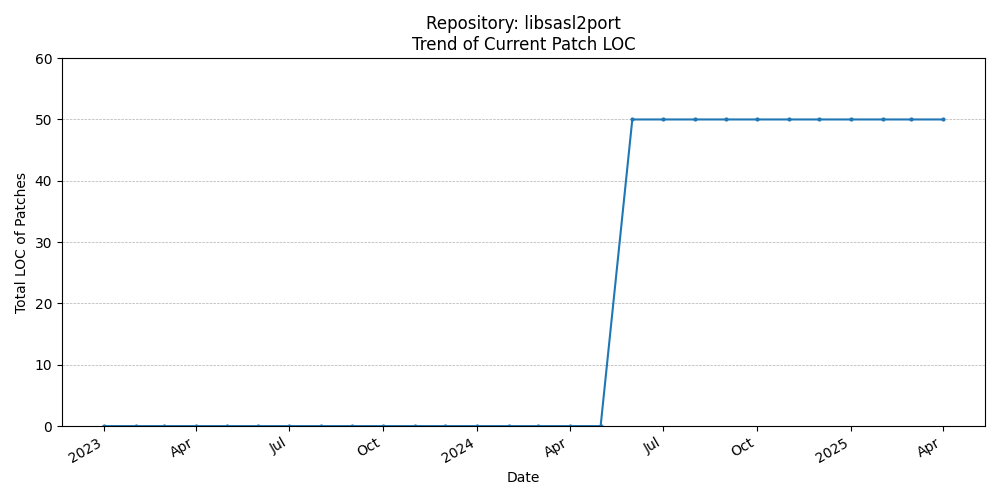 Repository: libsasl2port
Trend of Current Patch LOC
60
50
40
30
20
10
0
Total LOC of Patches
2023
Apr
Jul
Oct
2024
Apr
Jul
Oct
2025
Apr
Date